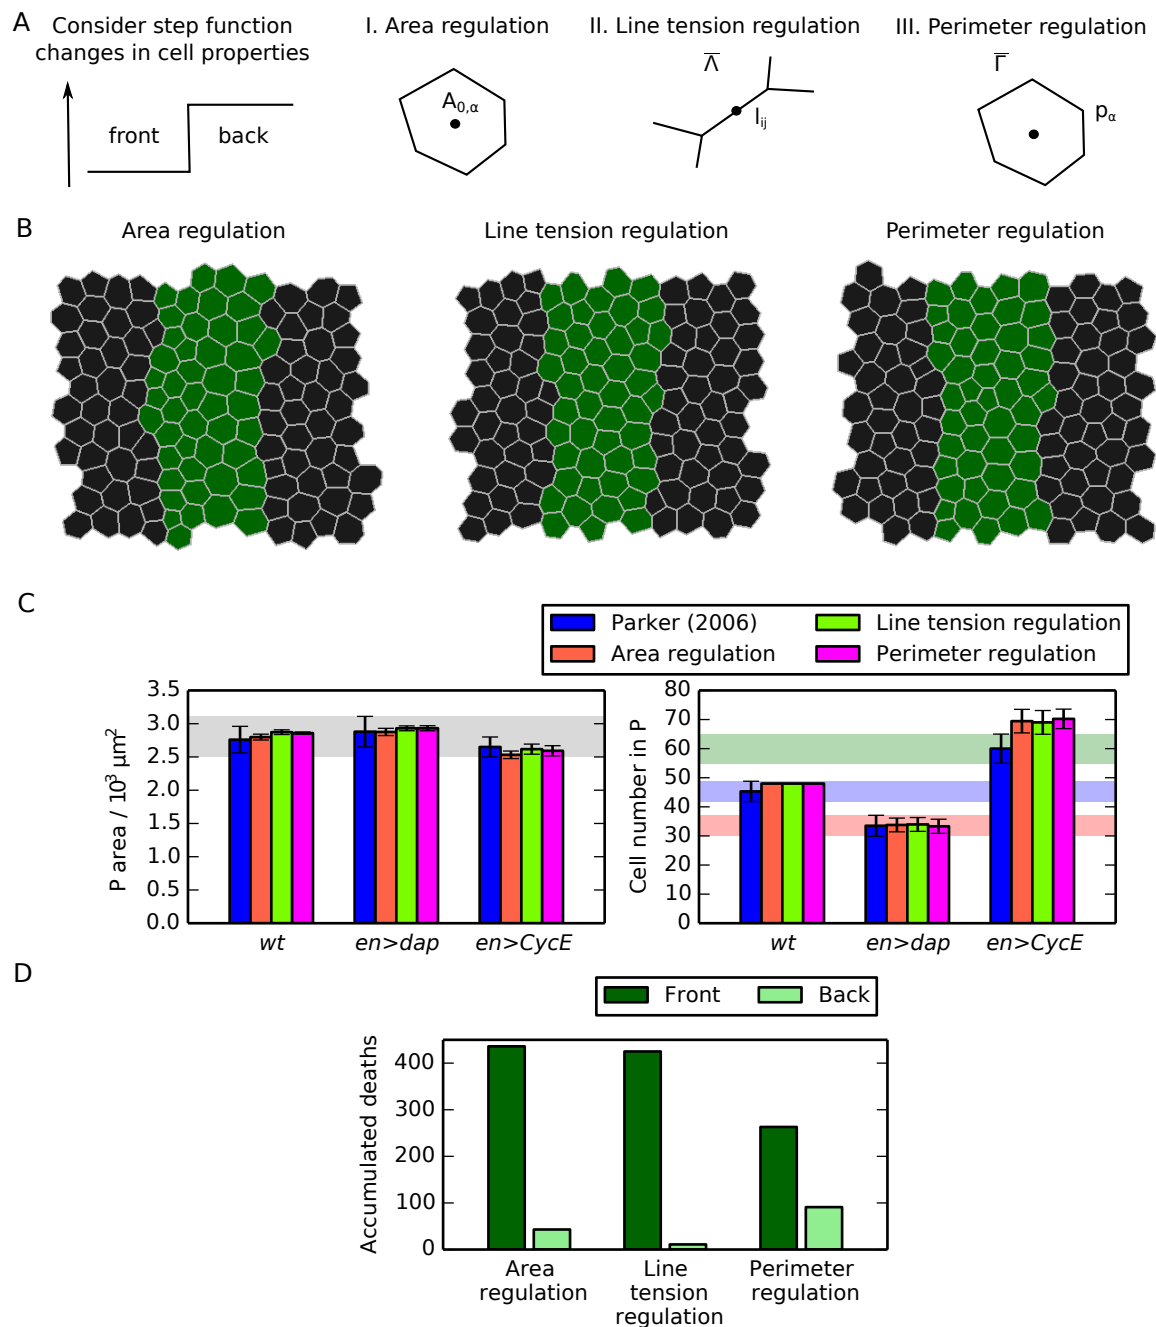 A
Consider step function
changes in cell properties
front
back
I. Area regulation
A0,α
II. Line tension regulation
Λ̅
lij
III. Perimeter regulation
Γ̅
pα
B
Area regulation
Line tension regulation
Perimeter regulation
C
Parker (2006)
Line tension regulation
Area regulation
Perimeter regulation
P area / 10³ μm²
3.5
3.0
2.5
2.0
1.5
1.0
0.5
0.0
wt
en>dap
en>CycE
Cell number in P
80
70
60
50
40
30
20
10
0
wt
en>dap
en>CycE
D
Front
Back
Accumulated deaths
400
300
200
100
0
Area
regulation
Line
tension
regulation
Perimeter
regulation